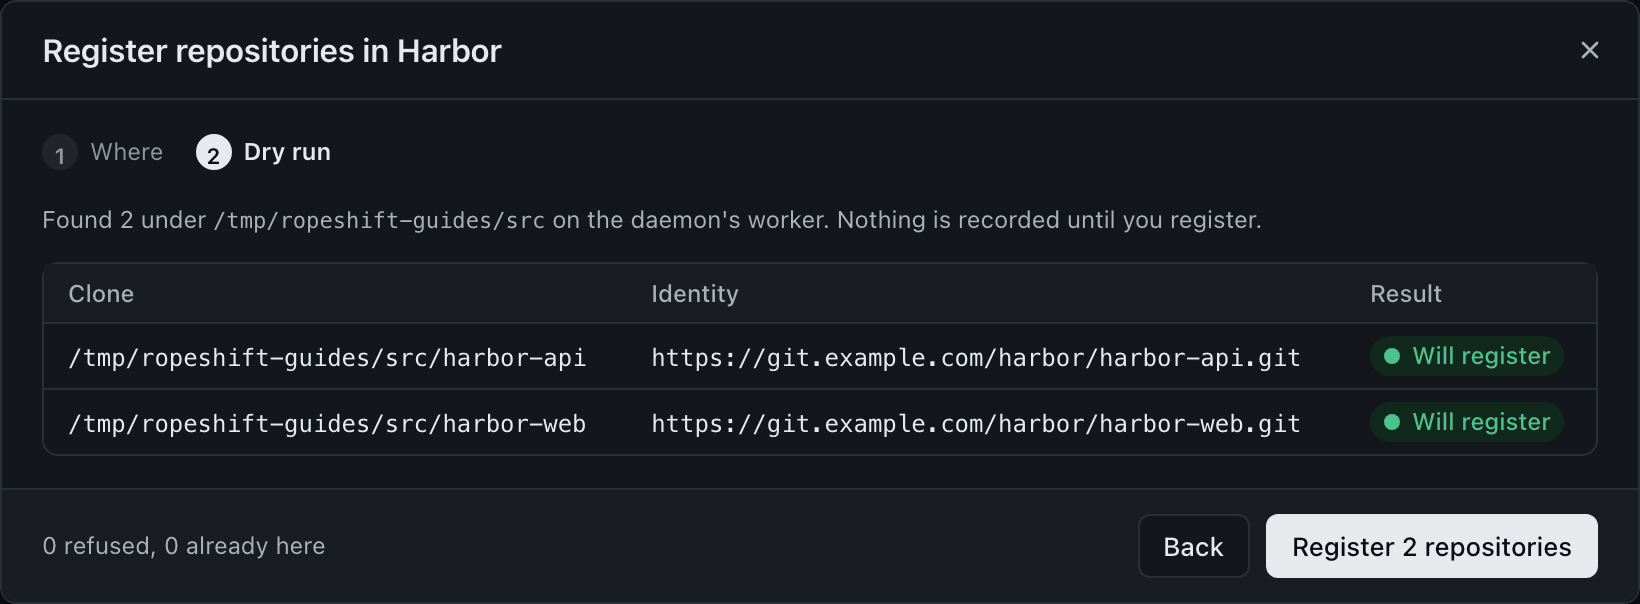 Register repositories in Harbor
1 Where 2 Dry run
Found 2 under /tmp/ropeshift-guides/src on the daemon's worker. Nothing is recorded until you register.
Clone Identity Result
/tmp/ropeshift-guides/src/harbor-api https://git.example.com/harbor/harbor-api.git Will register
/tmp/ropeshift-guides/src/harbor-web https://git.example.com/harbor/harbor-web.git Will register
0 refused, 0 already here Back Register 2 repositories